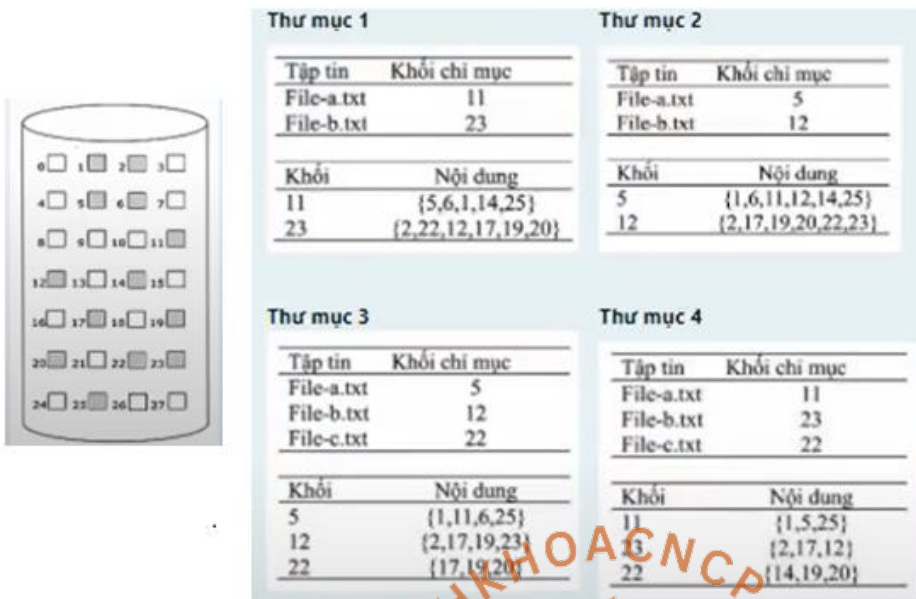 Thư mục 1
Tập tin Khối chỉ mục
File-a.txt 11
File-b.txt 23
Khối Nội dung
11 {5,6,1,14,25}
23 {2,22,12,17,19,20}
Thư mục 2
Tập tin Khối chỉ mục
File-a.txt 5
File-b.txt 12
Khối Nội dung
5 {1,6,11,12,14,25}
12 {2,17,19,20,22,23}
0 1 2 3
4 5 6 7
8 9 10 11
12 13 14 15
16 17 18 19
20 21 22 23
24 25 26 27
Thư mục 3
Tập tin Khối chỉ mục
File-a.txt 5
File-b.txt 12
File-c.txt 22
Khối Nội dung
5 {1,11,6,25}
12 {2,17,19,23}
22 {17,19,20}
Thư mục 4
Tập tin Khối chỉ mục
File-a.txt 11
File-b.txt 23
File-c.txt 22
Khối Nội dung
11 {1,5,25}
23 {2,17,12}
22 {14,19,20}
HKHOACNCP